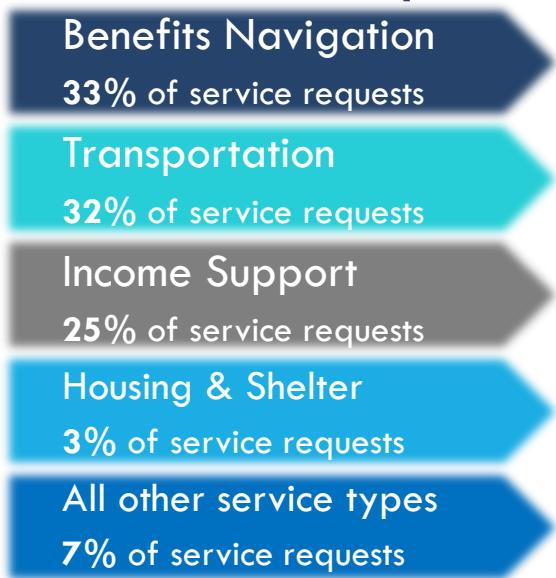 Benefits Navigation
33% of service requests
Transportation
32% of service requests
Income Support
25% of service requests
Housing & Shelter
3% of service requests
All other service types
7% of service requests